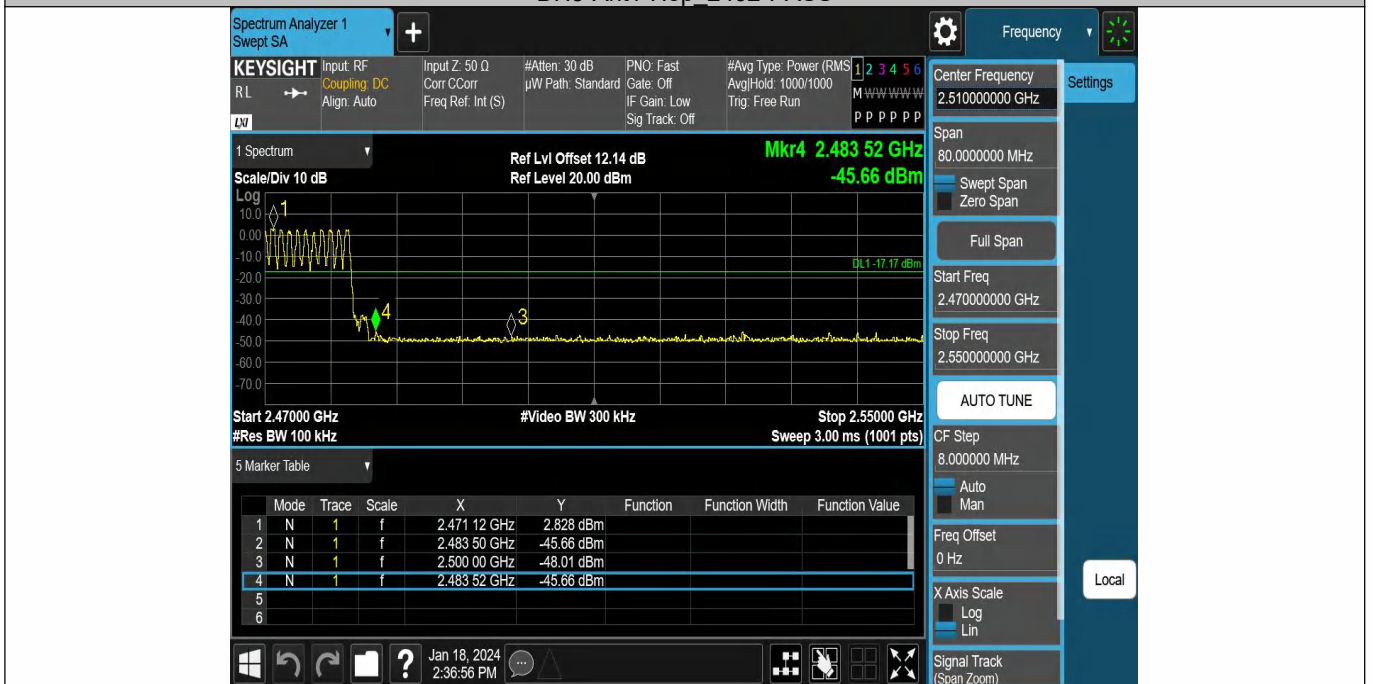 Spectrum Analyzer 1
Swept SA
Frequency
KEYSIGHT
RL
LXI
Input: RF
Coupling: DC
Align: Auto
Input Z: 50 Ω
Corr CCorr
Freq Ref: Int (S)
#Atten: 30 dB
µW Path: Standard
PNO: Fast
Gate: Off
IF Gain: Low
Sig Track: Off
#Avg Type: Power (RMS
Avg|Hold: 1000/1000
Trig: Free Run
1 2 3 4 5 6
M W W W W W
P P P P P P
1 Spectrum
Scale/Div 10 dB
Ref Lvl Offset 12.14 dB
Ref Level 20.00 dBm
Mkr4 2.483 52 GHz
-45.66 dBm
Log
10.0
0.00
-10.0
-20.0
-30.0
-40.0
-50.0
-60.0
-70.0
1
4
3
DL1 -17.17 dBm
Start 2.47000 GHz
#Res BW 100 kHz
#Video BW 300 kHz
Stop 2.55000 GHz
Sweep 3.00 ms (1001 pts)
5 Marker Table
Mode Trace Scale X Y Function Function Width Function Value
1 N 1 f 2.471 12 GHz 2.828 dBm
2 N 1 f 2.483 50 GHz -45.66 dBm
3 N 1 f 2.500 00 GHz -48.01 dBm
4 N 1 f 2.483 52 GHz -45.66 dBm
5
6
Jan 18, 2024
2:36:56 PM
Center Frequency
2.510000000 GHz
Settings
Span
80.0000000 MHz
Swept Span
Zero Span
Full Span
Start Freq
2.470000000 GHz
Stop Freq
2.550000000 GHz
AUTO TUNE
CF Step
8.000000 MHz
Auto
Man
Freq Offset
0 Hz
X Axis Scale
Log
Lin
Local
Signal Track
(Span Zoom)